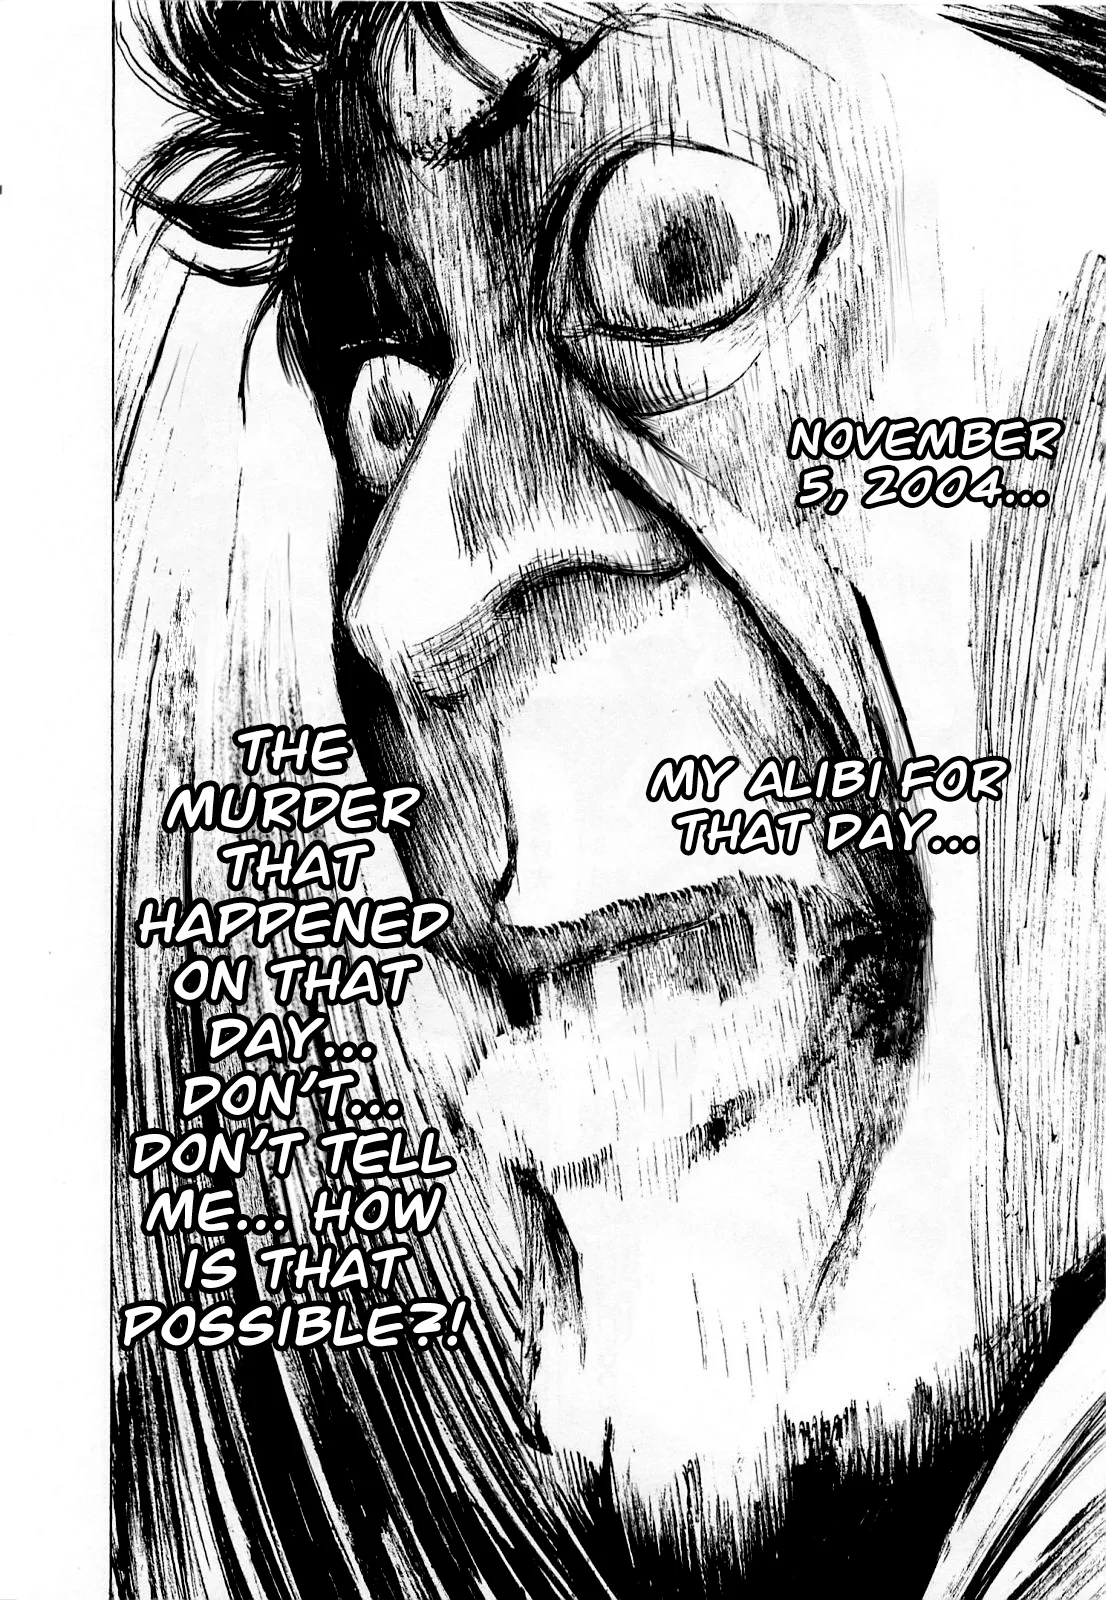 NOVEMBER
5, 2004...
MY ALIBI FOR
THAT DAY...
THE
MURDER
THAT
HAPPENED
ON THAT
DAY...
DON'T...
DON'T TELL
ME... HOW
IS THAT
POSSIBLE?!